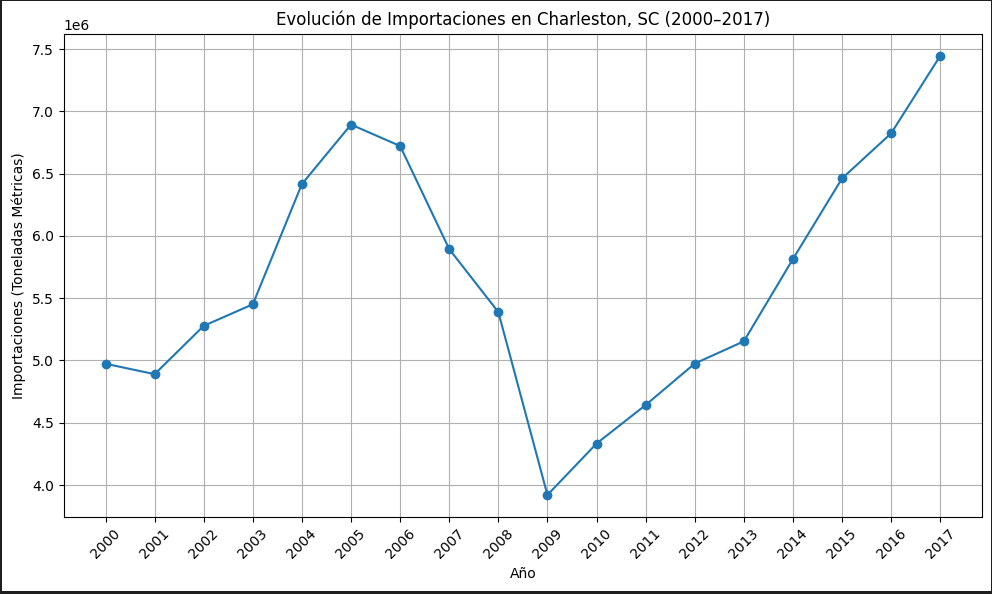 Evolución de Importaciones en Charleston, SC (2000–2017)
1e6
7.5
7.0
6.5
6.0
5.5
5.0
4.5
4.0
Importaciones (Toneladas Métricas)
2000 2001 2002 2003 2004 2005 2006 2007 2008 2009 2010 2011 2012 2013 2014 2015 2016 2017
Año